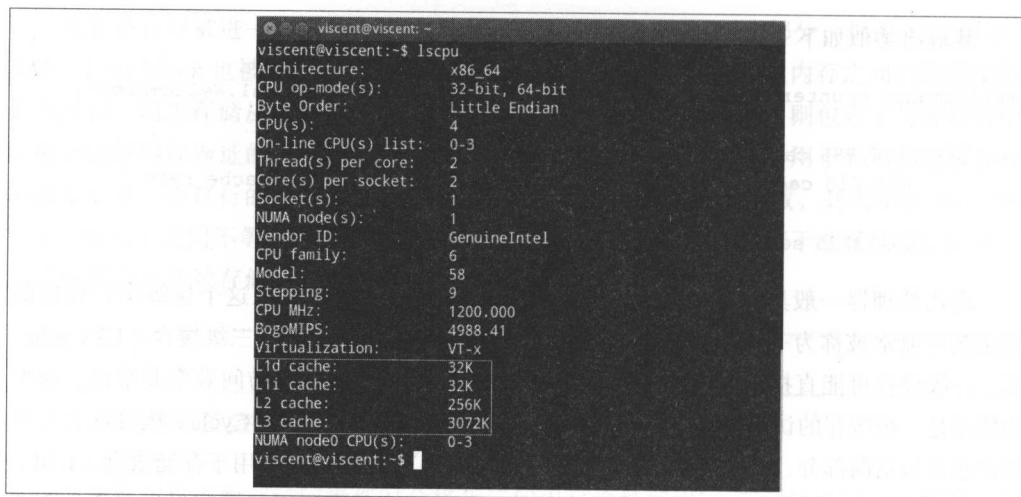 viscent@viscent: ~
viscent@viscent:~$ lscpu
Architecture: x86_64
CPU op-mode(s): 32-bit, 64-bit
Byte Order: Little Endian
CPU(s): 4
On-line CPU(s) list: 0-3
Thread(s) per core: 2
Core(s) per socket: 2
Socket(s): 1
NUMA node(s): 1
Vendor ID: GenuineIntel
CPU family: 6
Model: 58
Stepping: 9
CPU MHz: 1200.000
BogoMIPS: 4988.41
Virtualization: VT-x
L1d cache: 32K
L1i cache: 32K
L2 cache: 256K
L3 cache: 3072K
NUMA node0 CPU(s): 0-3
viscent@viscent:~$